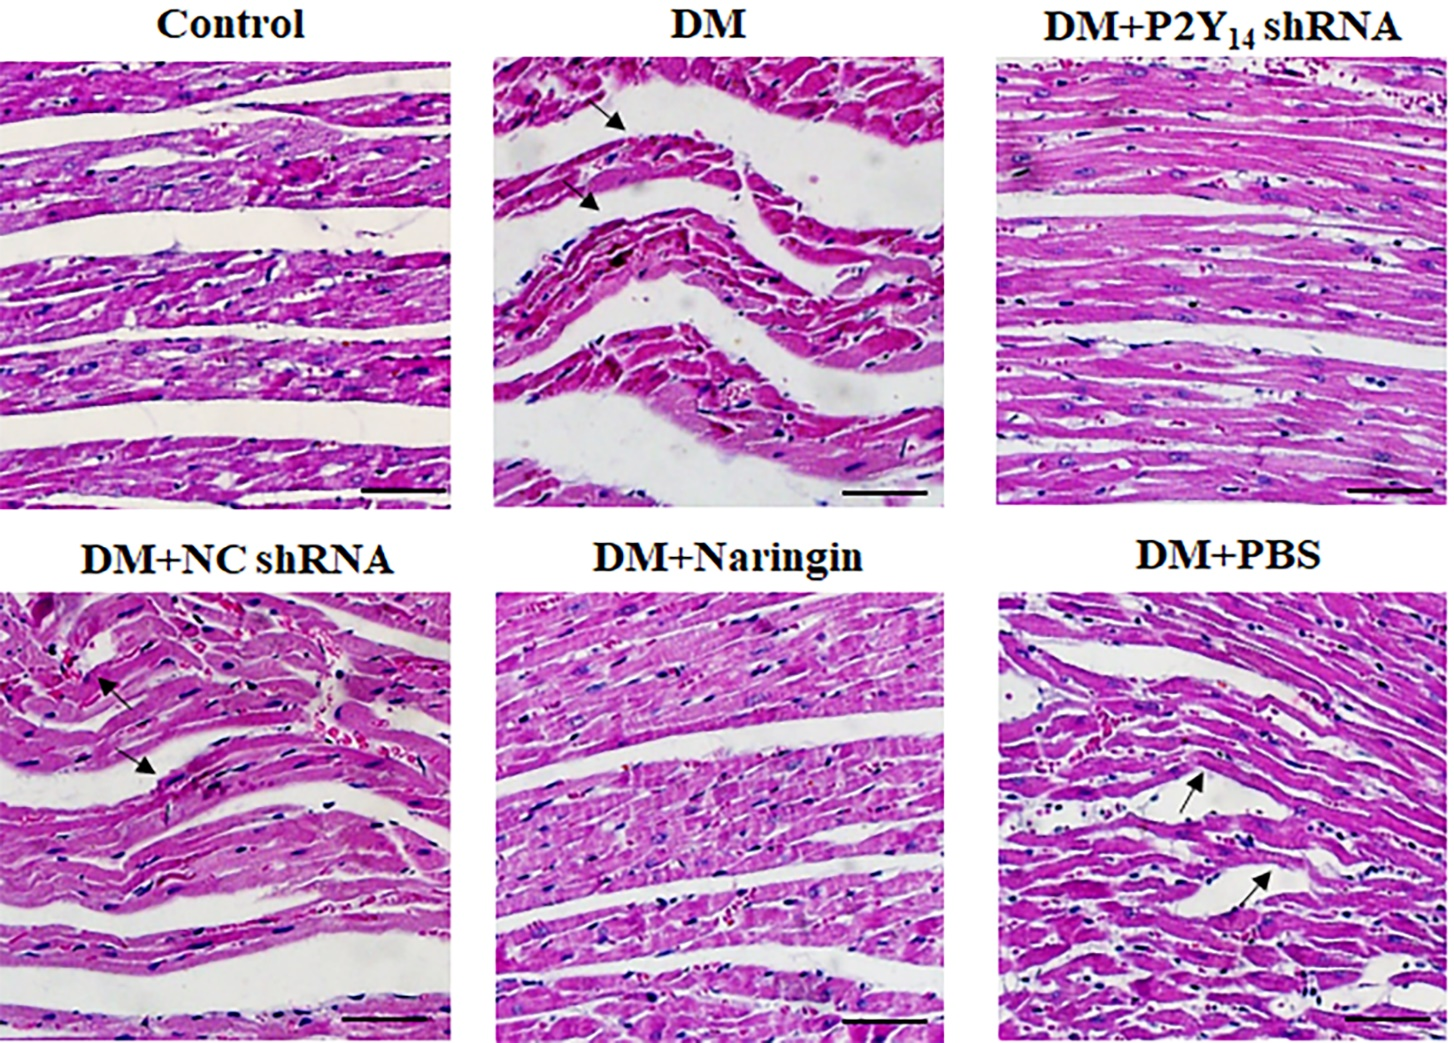 Control
DM
DM+P2Y14 shRNA
DM+NC shRNA
DM+Naringin
DM+PBS